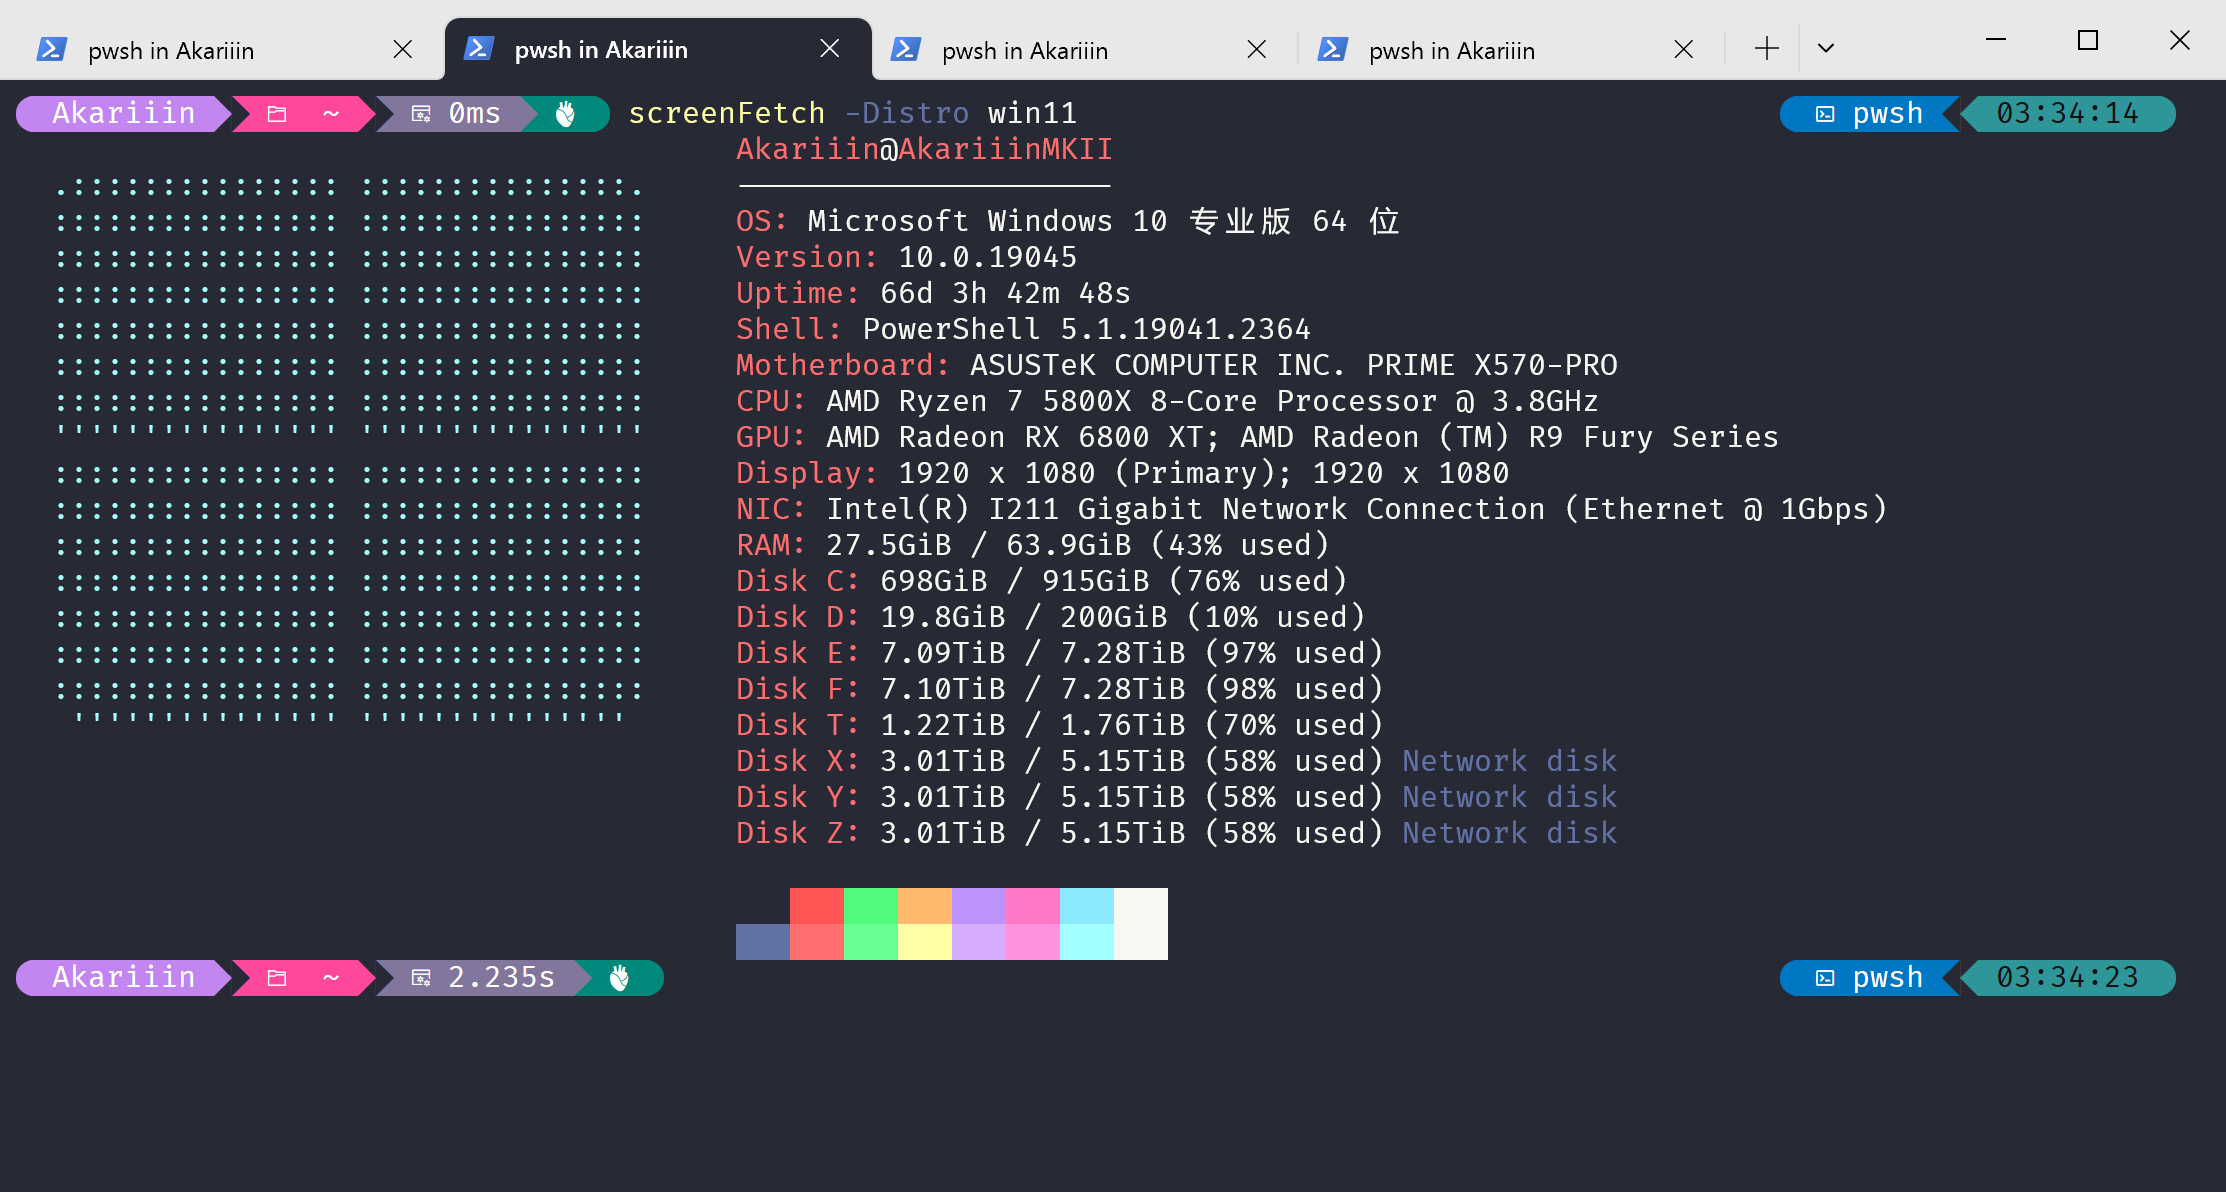 pwsh in Akariiin
pwsh in Akariiin
pwsh in Akariiin
pwsh in Akariiin
Akariiin ~ 0ms screenFetch -Distro win11 pwsh 03:34:14
Akariiin@AkariiinMKII
OS: Microsoft Windows 10 专业版 64 位
Version: 10.0.19045
Uptime: 66d 3h 42m 48s
Shell: PowerShell 5.1.19041.2364
Motherboard: ASUSTeK COMPUTER INC. PRIME X570-PRO
CPU: AMD Ryzen 7 5800X 8-Core Processor @ 3.8GHz
GPU: AMD Radeon RX 6800 XT; AMD Radeon (TM) R9 Fury Series
Display: 1920 x 1080 (Primary); 1920 x 1080
NIC: Intel(R) I211 Gigabit Network Connection (Ethernet @ 1Gbps)
RAM: 27.5GiB / 63.9GiB (43% used)
Disk C: 698GiB / 915GiB (76% used)
Disk D: 19.8GiB / 200GiB (10% used)
Disk E: 7.09TiB / 7.28TiB (97% used)
Disk F: 7.10TiB / 7.28TiB (98% used)
Disk T: 1.22TiB / 1.76TiB (70% used)
Disk X: 3.01TiB / 5.15TiB (58% used) Network disk
Disk Y: 3.01TiB / 5.15TiB (58% used) Network disk
Disk Z: 3.01TiB / 5.15TiB (58% used) Network disk
Akariiin ~ 2.235s pwsh 03:34:23